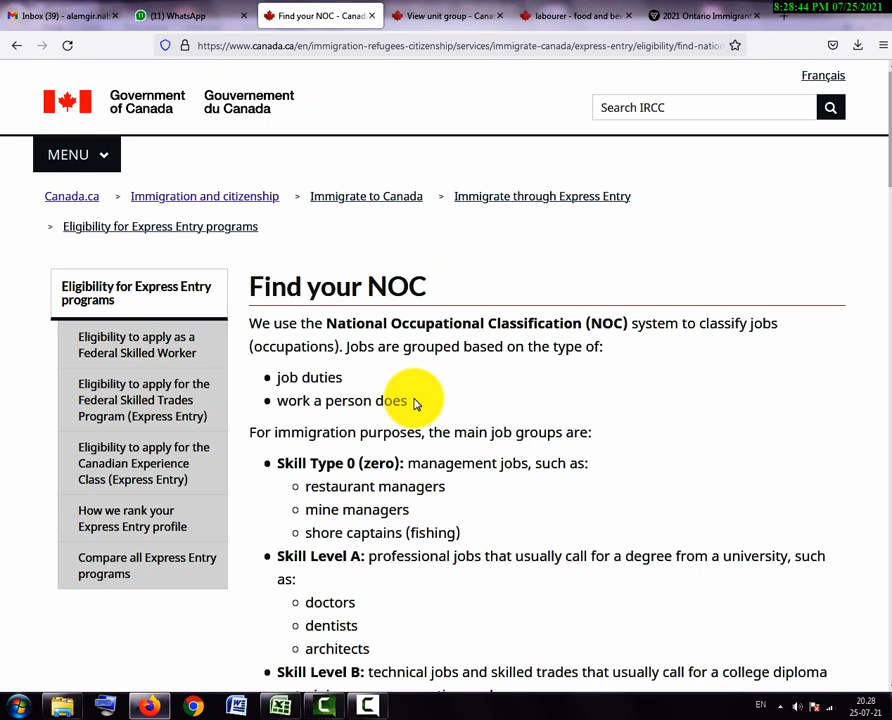 8:28:44 PM 07/25/2021
Inbox (39) - alamgir.nat
(11) WhatsApp
Find your NOC - Canad
View unit group - Canad
labourer - food and bev
2021 Ontario Immigrant
https://www.canada.ca/en/immigration-refugees-citizenship/services/immigrate-canada/express-entry/eligibility/find-nation
Français
Government of Canada
Gouvernement du Canada
Search IRCC
MENU
Canada.ca > Immigration and citizenship > Immigrate to Canada > Immigrate through Express Entry
> Eligibility for Express Entry programs
Eligibility for Express Entry
programs
Eligibility to apply as a
Federal Skilled Worker
Eligibility to apply for the
Federal Skilled Trades
Program (Express Entry)
Eligibility to apply for the
Canadian Experience
Class (Express Entry)
How we rank your
Express Entry profile
Compare all Express Entry
programs
Find your NOC
We use the National Occupational Classification (NOC) system to classify jobs
(occupations). Jobs are grouped based on the type of:
• job duties
• work a person does
For immigration purposes, the main job groups are:
• Skill Type 0 (zero): management jobs, such as:
○ restaurant managers
○ mine managers
○ shore captains (fishing)
• Skill Level A: professional jobs that usually call for a degree from a university, such
as:
○ doctors
○ dentists
○ architects
• Skill Level B: technical jobs and skilled trades that usually call for a college diploma
EN
20.28
25-07-21